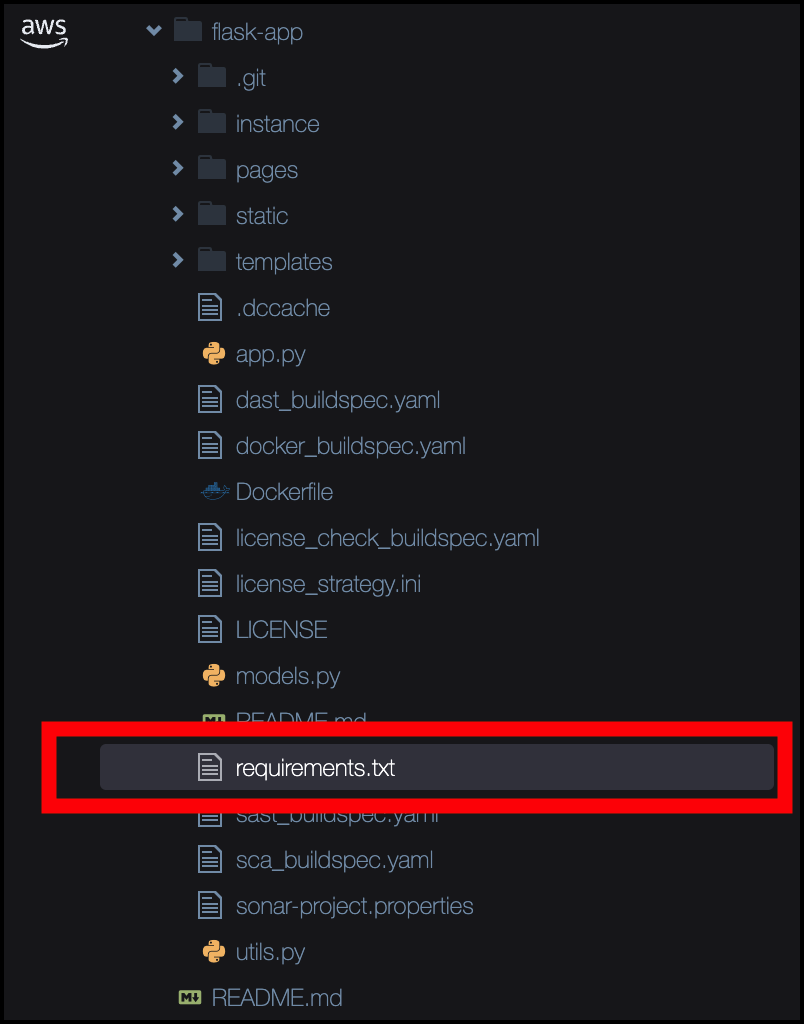 aws
flask-app
.git
instance
pages
static
templates
.dccache
app.py
dast_buildspec.yaml
docker_buildspec.yaml
Dockerfile
license_check_buildspec.yaml
license_strategy.ini
LICENSE
models.py
README.md
requirements.txt
sast_buildspec.yaml
sca_buildspec.yaml
sonar-project.properties
utils.py
README.md